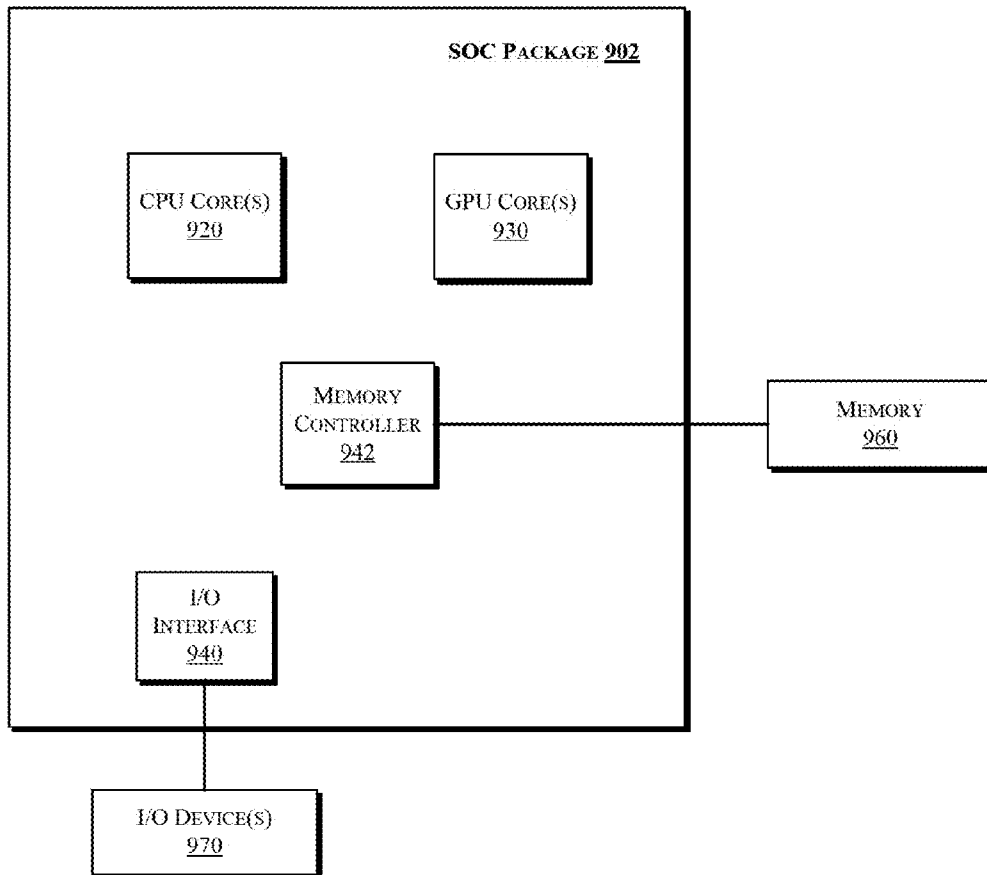 SOC PACKAGE 902
CPU CORE(S)
920
GPU CORE(S)
930
MEMORY
CONTROLLER
942
MEMORY
960
I/O
INTERFACE
940
I/O DEVICE(S)
970